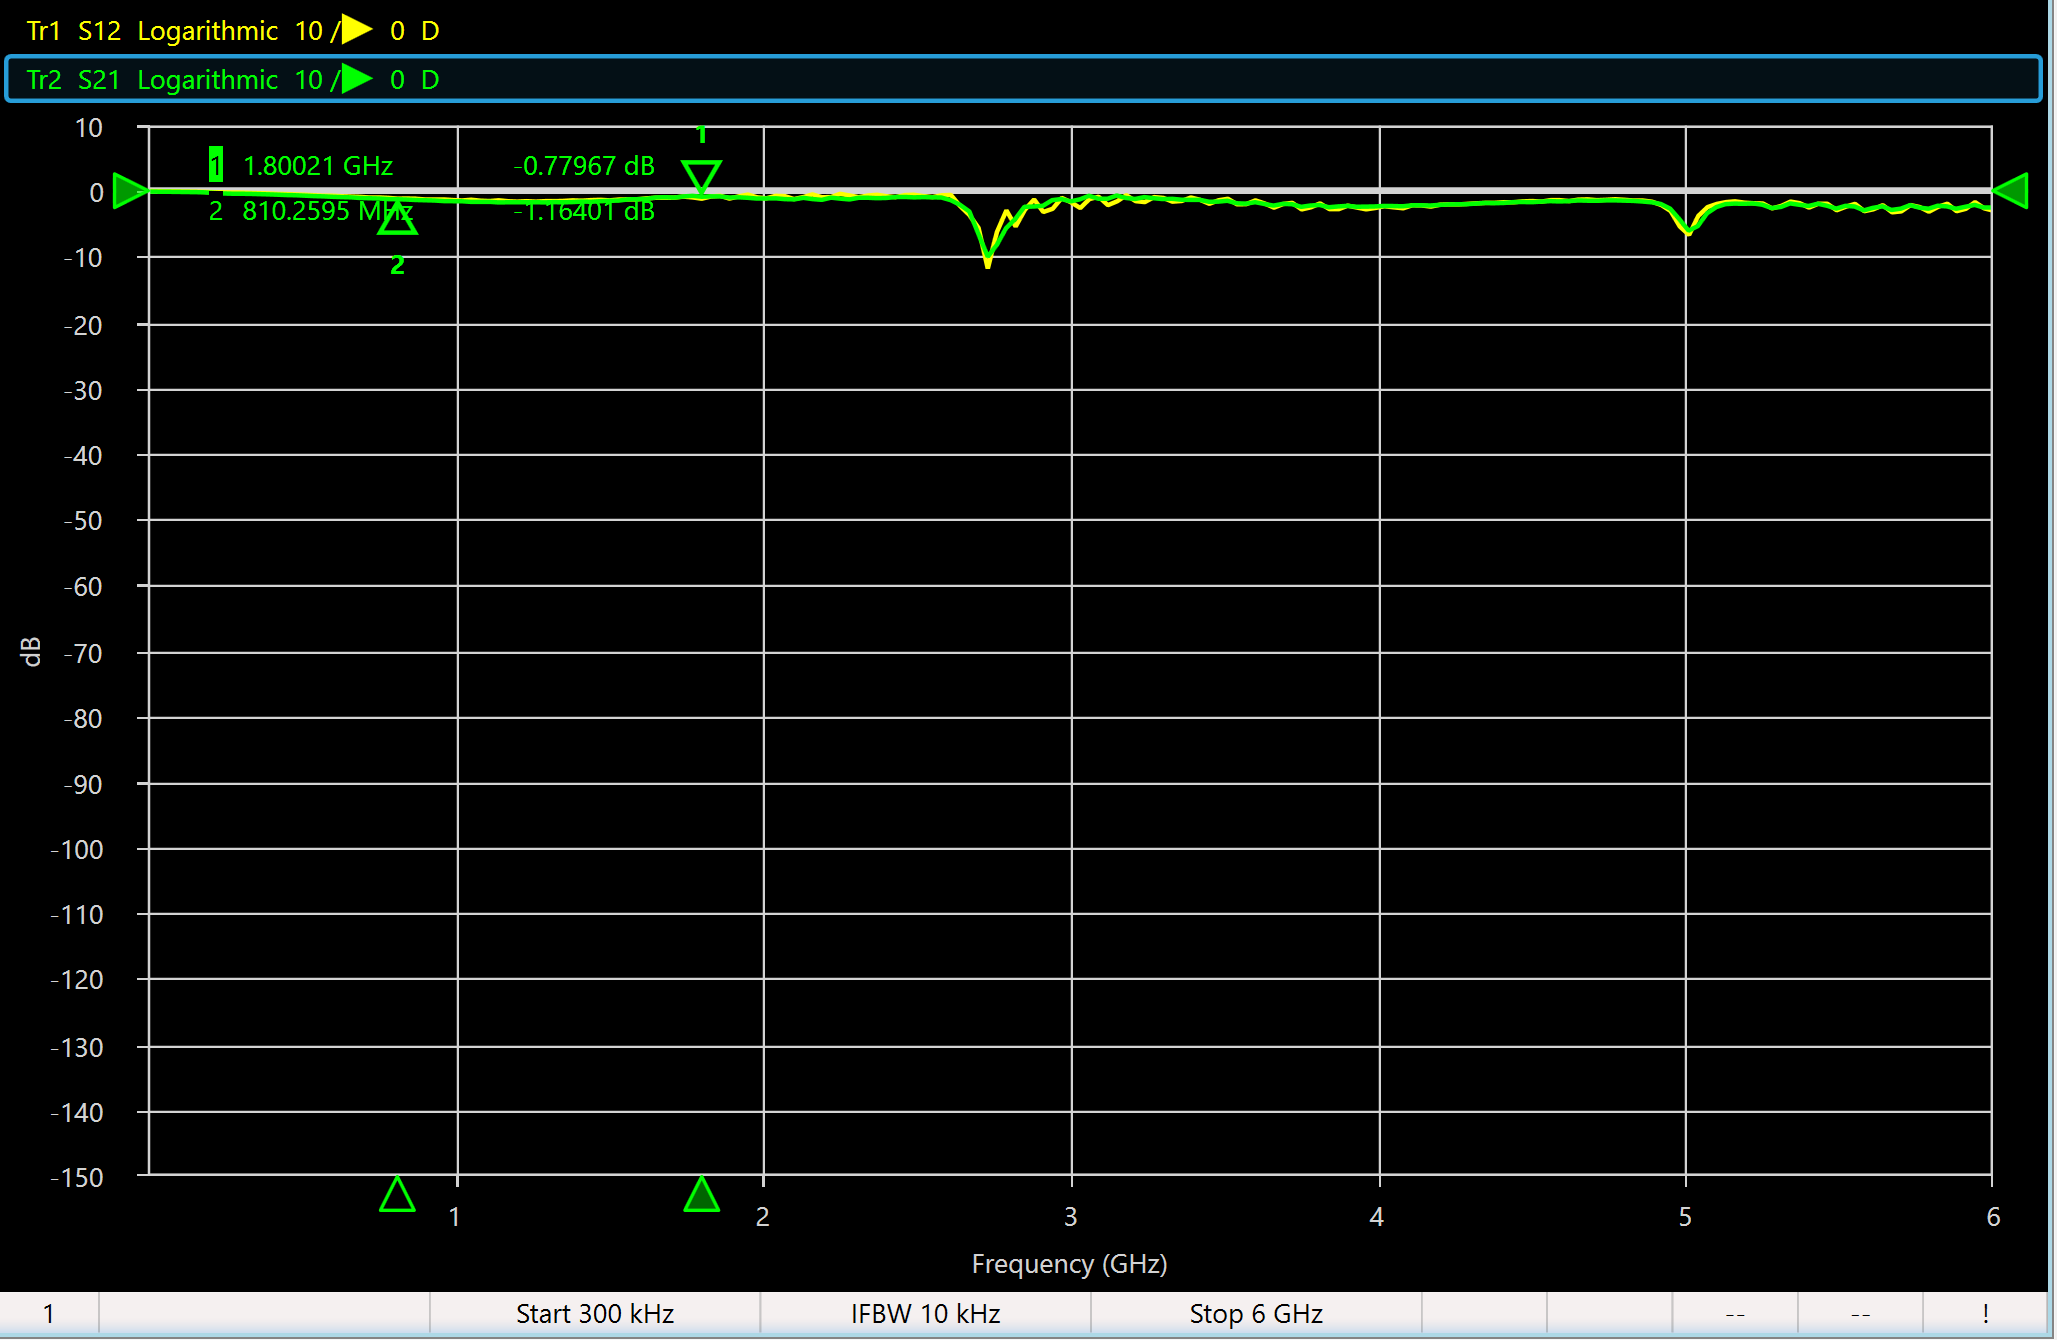 Tr1 S12 Logarithmic 10 / 0 D
Tr2 S21 Logarithmic 10 / 0 D
10
0
-10
-20
-30
-40
-50
-60
-70
-80
-90
-100
-110
-120
-130
-140
-150
dB
1 1.80021 GHz -0.77967 dB
2 810.2595 MHz -1.16401 dB
1
2
1 2 3 4 5 6
Frequency (GHz)
1 Start 300 kHz IFBW 10 kHz Stop 6 GHz -- -- !